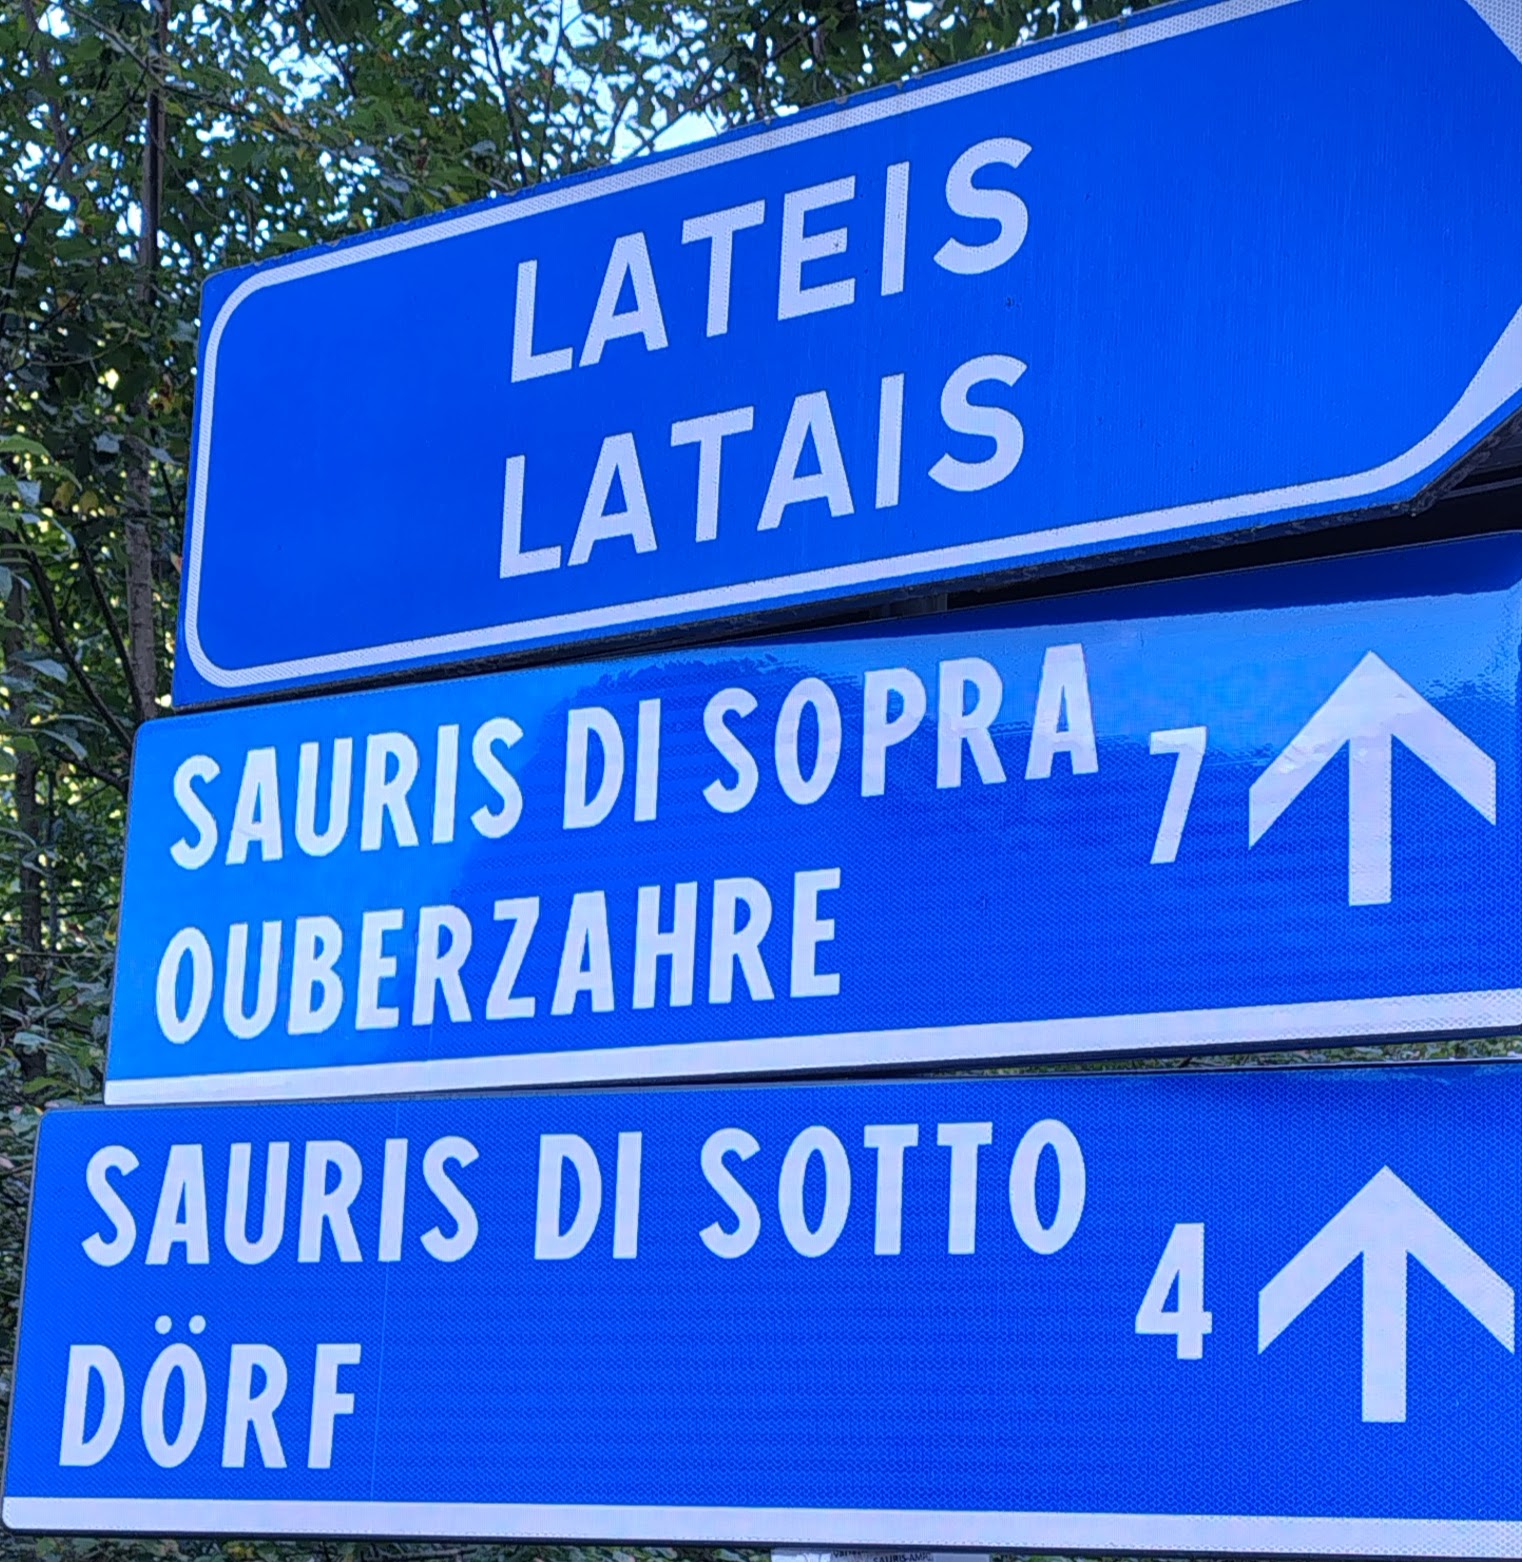 LATEIS
LATAIS
SAURIS DI SOPRA 7
OUBERZAHRE
SAURIS DI SOTTO 4
DÖRF